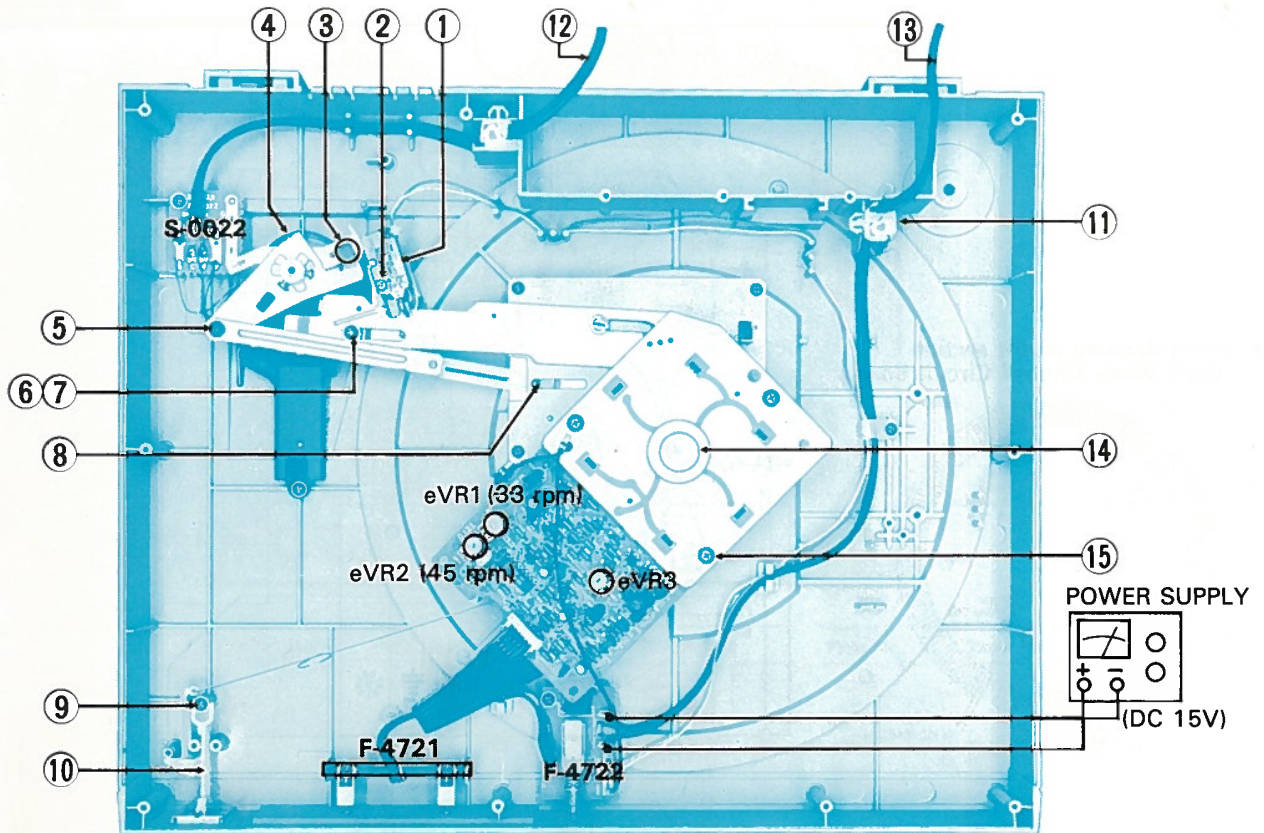 ④ ③ ② ① ⑫ ⑬
S-0022
⑪
⑤
⑥⑦
⑧
⑭
eVR1 (33 rpm)
eVR2 (45 rpm)
eVR3
⑮
POWER SUPPLY
+ −
(DC 15V)
⑨
F-4721
F-4722
⑩